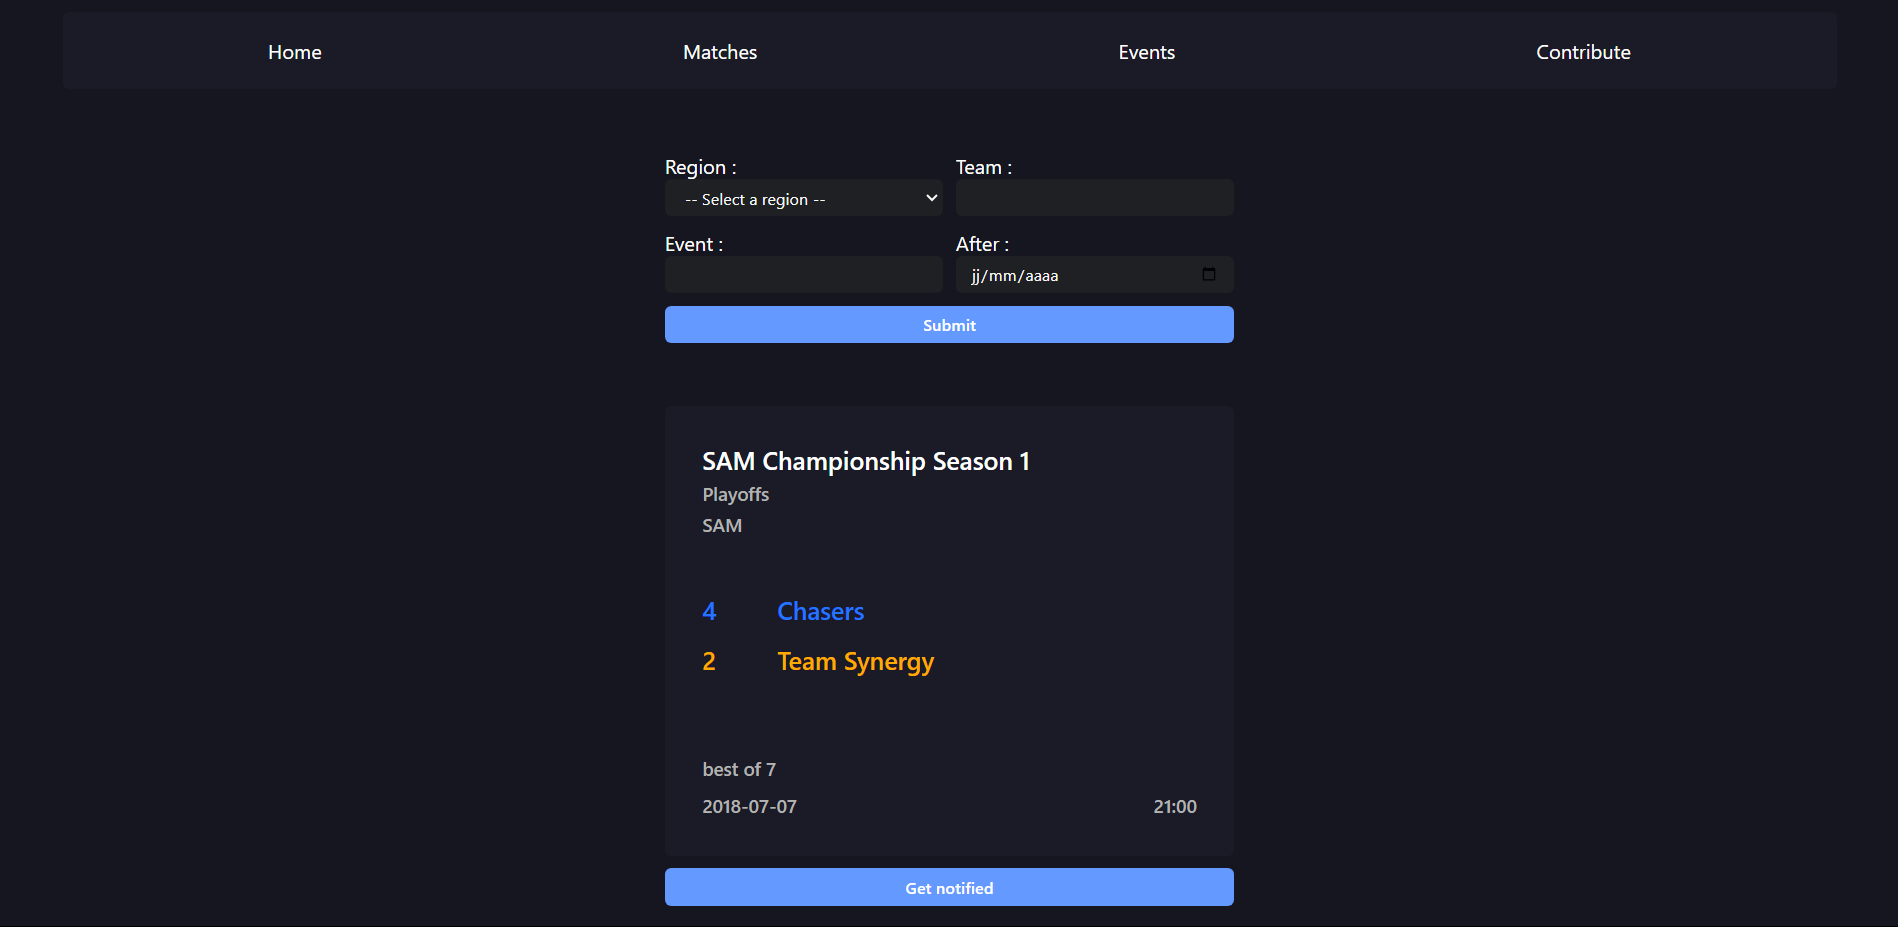 Home Matches Events Contribute
Region : Team :
-- Select a region --
Event : After :
jj/mm/aaaa
Submit
SAM Championship Season 1
Playoffs
SAM
4 Chasers
2 Team Synergy
best of 7
2018-07-07 21:00
Get notified